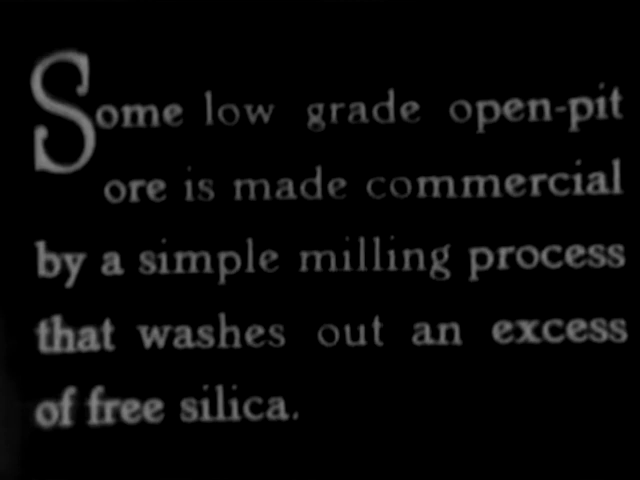 Some low grade open-pit
ore is made commercial
by a simple milling process
that washes out an excess
of free silica.